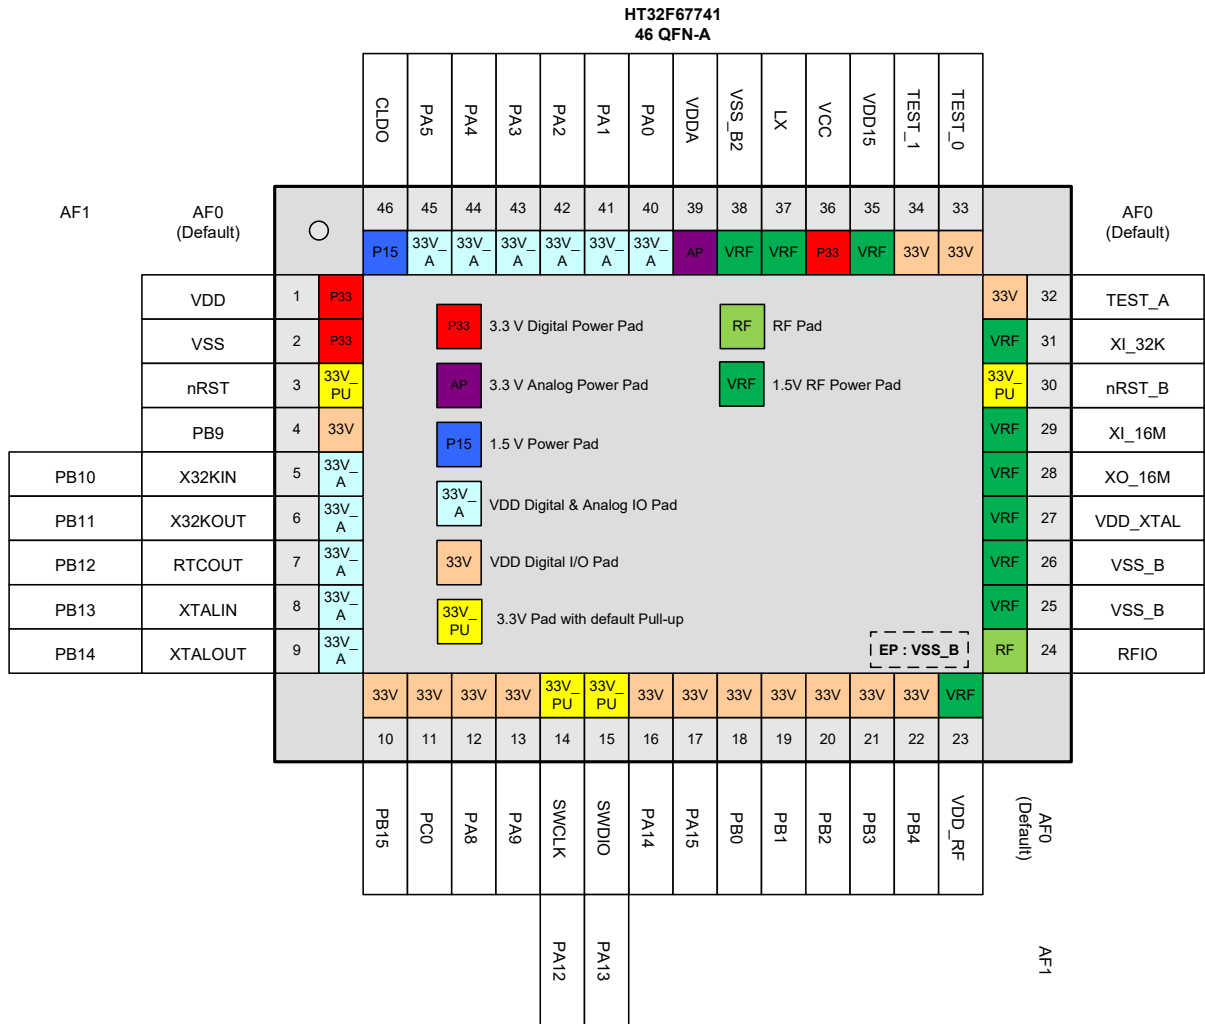 HT32F67741
46 QFN-A
CLDO PA5 PA4 PA3 PA2 PA1 PA0 VDDA VSS_B2 LX VCC VDD15 TEST_1 TEST_0
AF1
AF0
(Default)
46 45 44 43 42 41 40 39 38 37 36 35 34 33
AF0
(Default)
P15 33V_A 33V_A 33V_A 33V_A 33V_A 33V_A AP VRF VRF P33 VRF 33V 33V
VDD 1 P33
33V 32 TEST_A
VSS 2 P33
VRF 31 XI_32K
nRST 3 33V_PU
33V_PU 30 nRST_B
PB9 4 33V
VRF 29 XI_16M
PB10 X32KIN 5 33V_A
VRF 28 XO_16M
PB11 X32KOUT 6 33V_A
VRF 27 VDD_XTAL
PB12 RTCOUT 7 33V_A
VRF 26 VSS_B
PB13 XTALIN 8 33V_A
VRF 25 VSS_B
PB14 XTALOUT 9 33V_A
RF 24 RFIO
P33 3.3 V Digital Power Pad
RF RF Pad
AP 3.3 V Analog Power Pad
VRF 1.5V RF Power Pad
P15 1.5 V Power Pad
33V_A VDD Digital & Analog IO Pad
33V VDD Digital I/O Pad
33V_PU 3.3V Pad with default Pull-up
EP : VSS_B
33V 33V 33V 33V 33V_PU 33V_PU 33V 33V 33V 33V 33V 33V 33V VRF
10 11 12 13 14 15 16 17 18 19 20 21 22 23
PB15 PC0 PA8 PA9 SWCLK SWDIO PA14 PA15 PB0 PB1 PB2 PB3 PB4 VDD_RF
AF0
(Default)
PA12 PA13
AF1